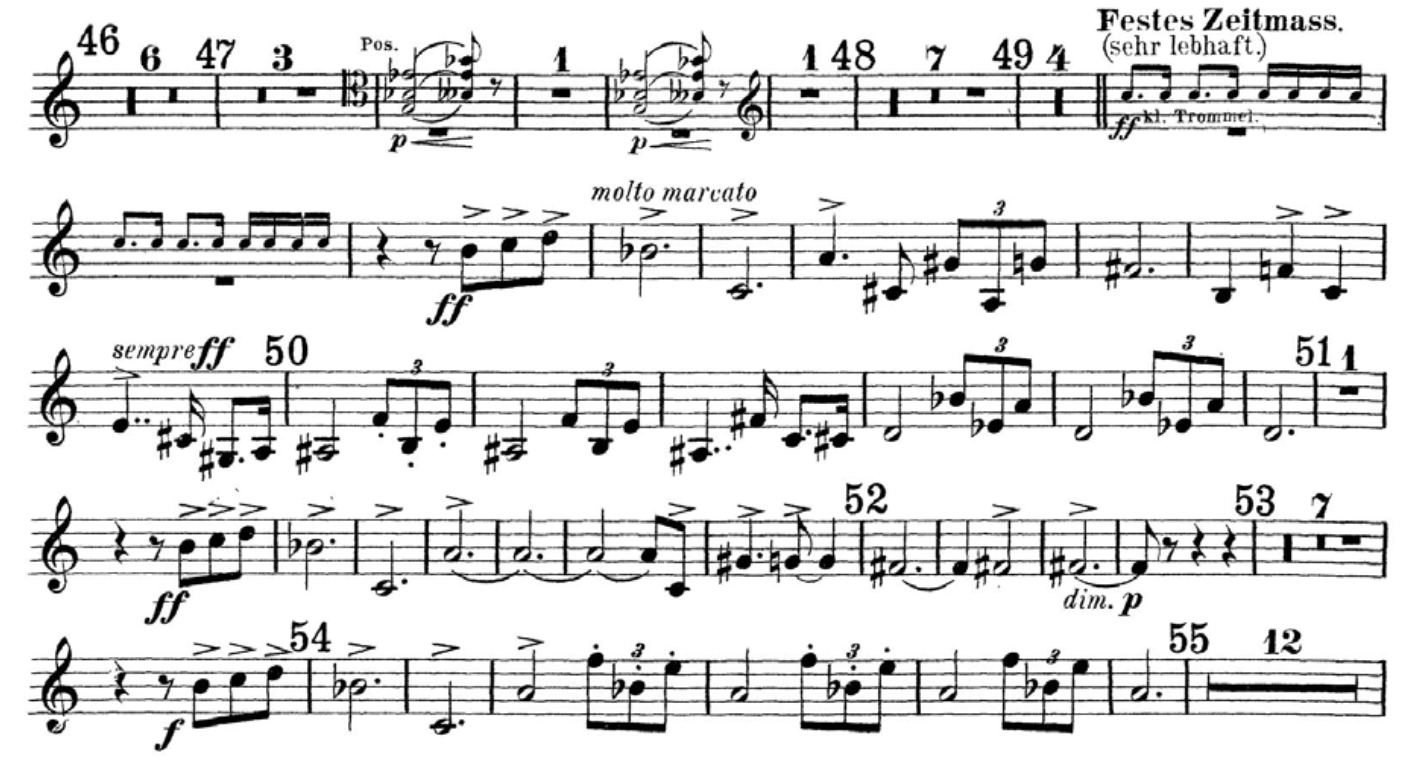 Festes Zeitmass.
46 6 47 3 Pos. 1 1 48 7 49 4 (sehr lebhaft.)
p p ff kl. Trommel.
molto marcato
3
ff
sempre ff 50 3 3 3 3 51 1
52 53 7
ff dim. p
54 3 3 3 55 12
f